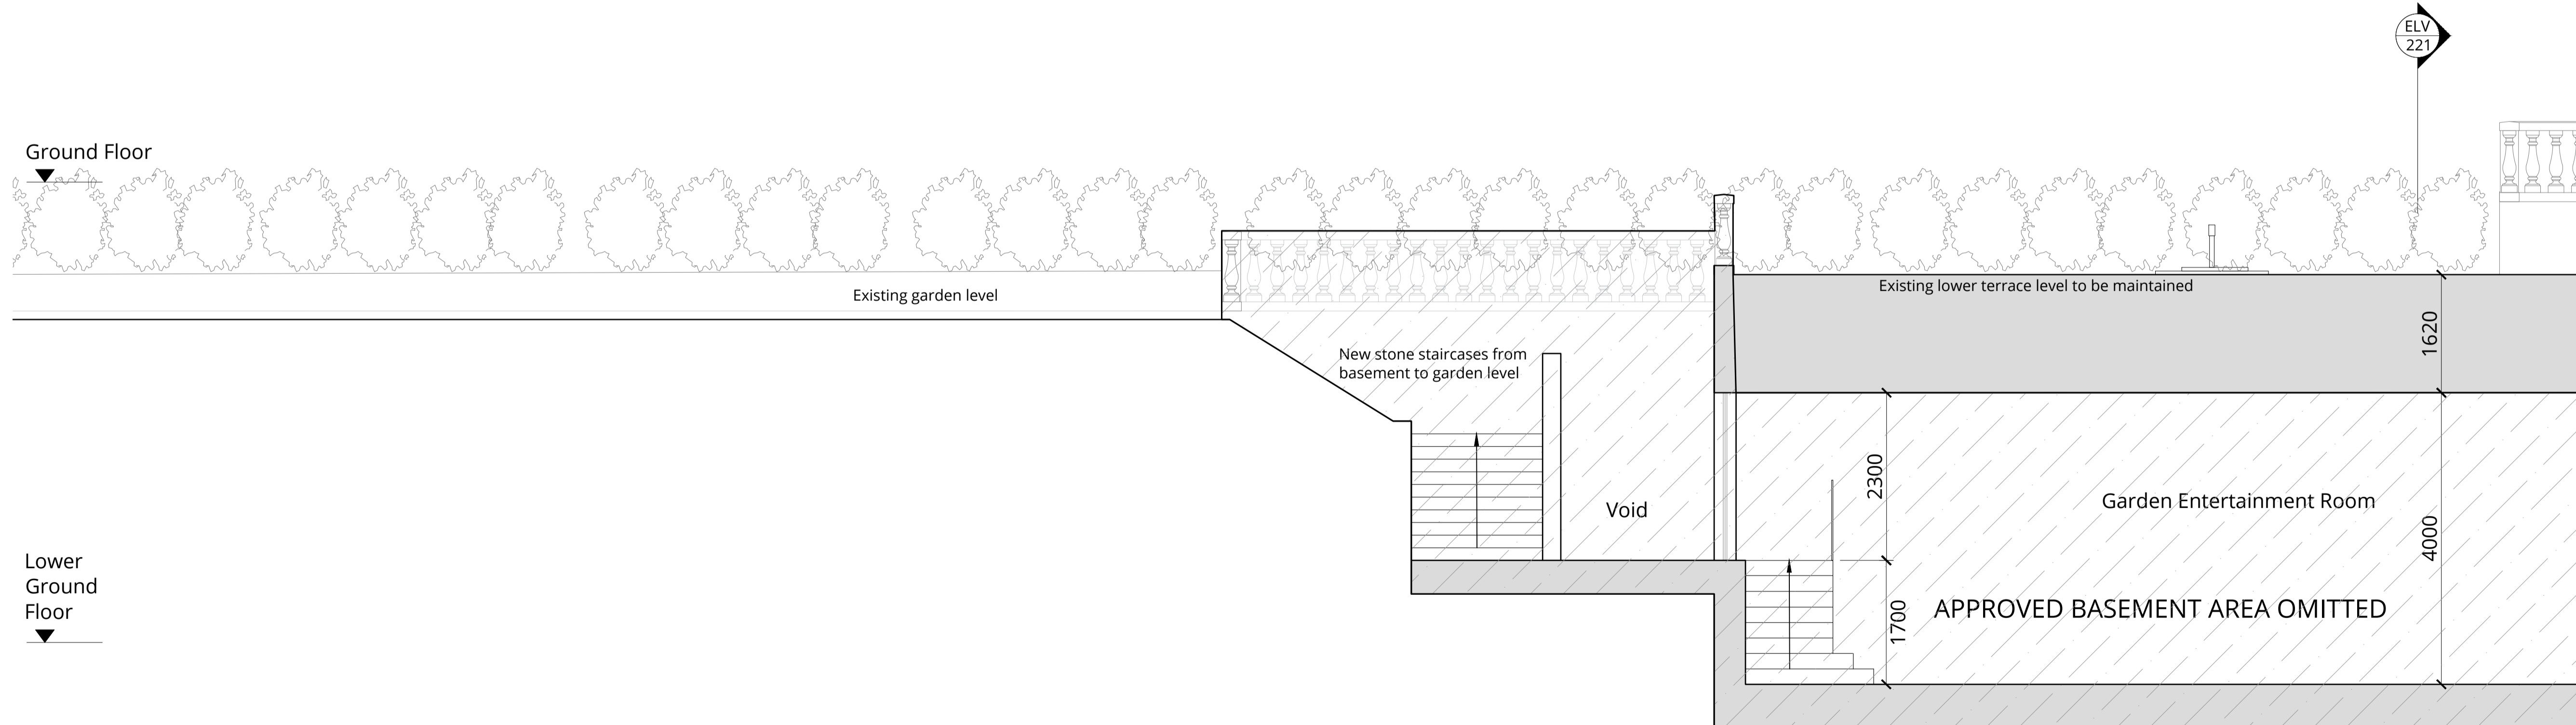 ELV
221
Ground Floor
Existing garden level
Existing lower terrace level to be maintained
1620
New stone staircases from
basement to garden level
2300
Garden Entertainment Room
Void
4000
Lower
Ground
Floor
1700
APPROVED BASEMENT AREA OMITTED